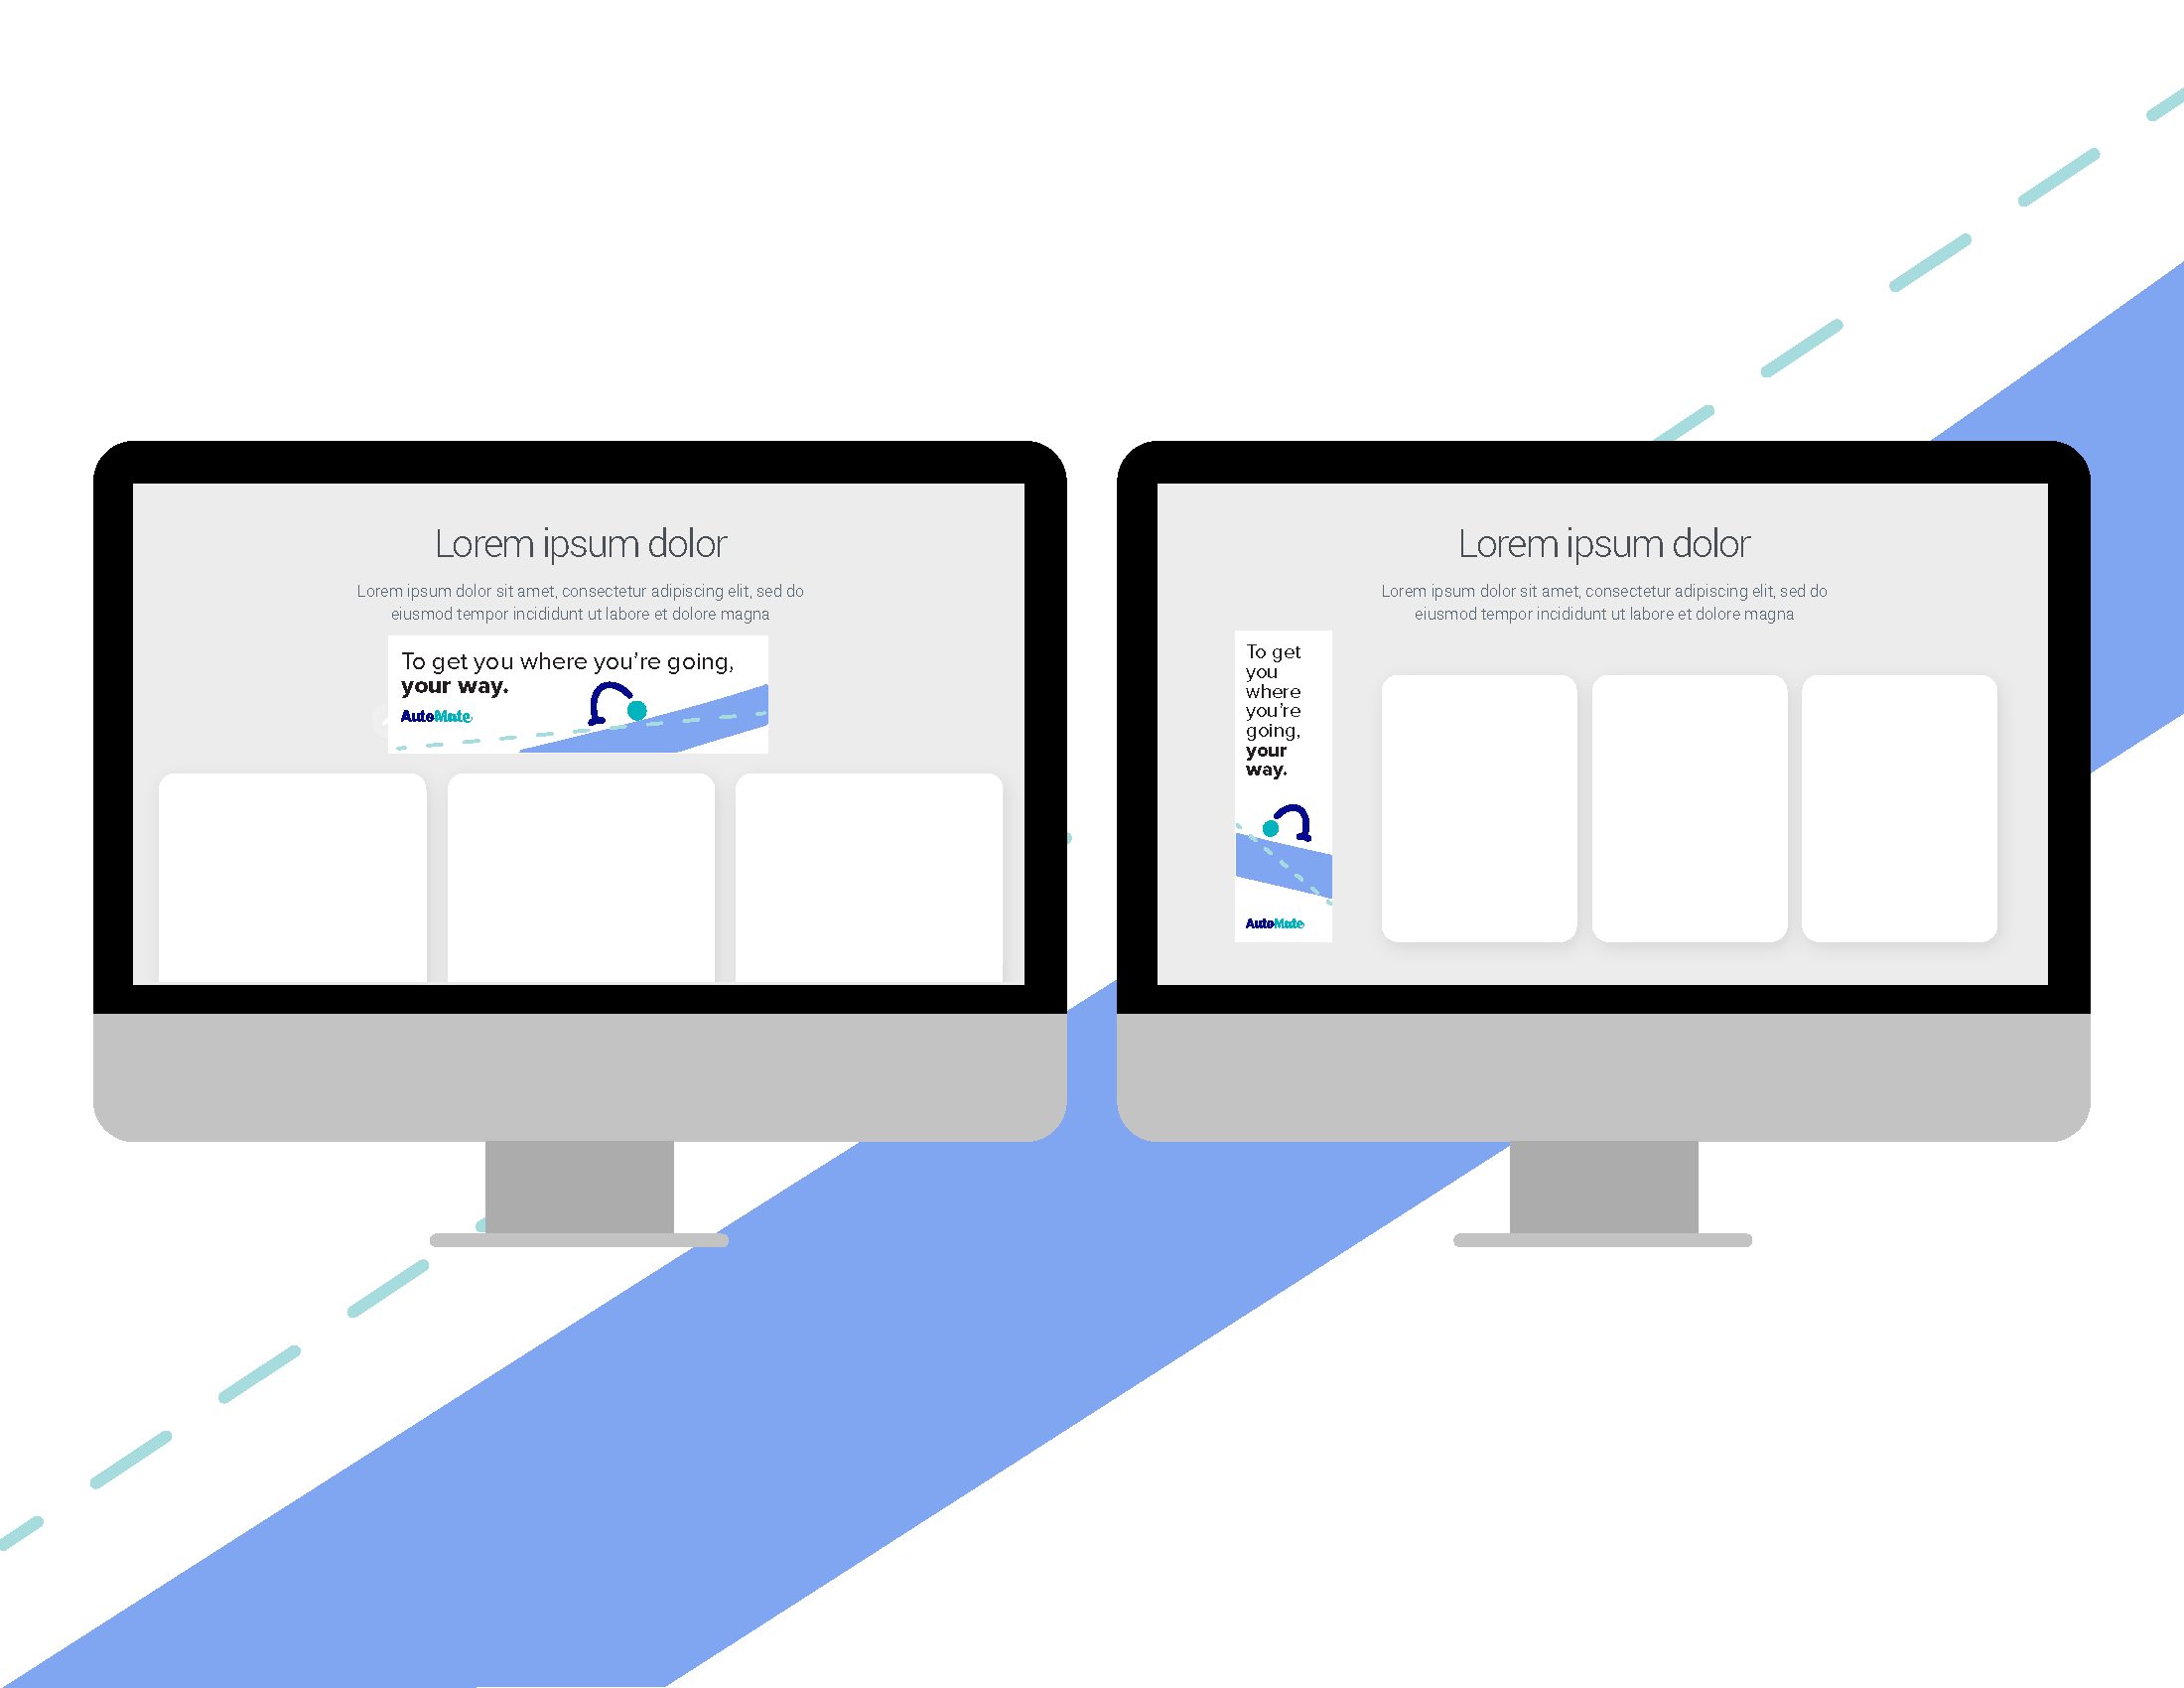 Lorem ipsum dolor
Lorem ipsum dolor sit amet, consectetur adipiscing elit, sed do
eiusmod tempor incididunt ut labore et dolore magna
To get you where you're going,
your way.
AutoMate
Lorem ipsum dolor
Lorem ipsum dolor sit amet, consectetur adipiscing elit, sed do
eiusmod tempor incididunt ut labore et dolore magna
To get
you
where
you're
going,
your
way.
AutoMate